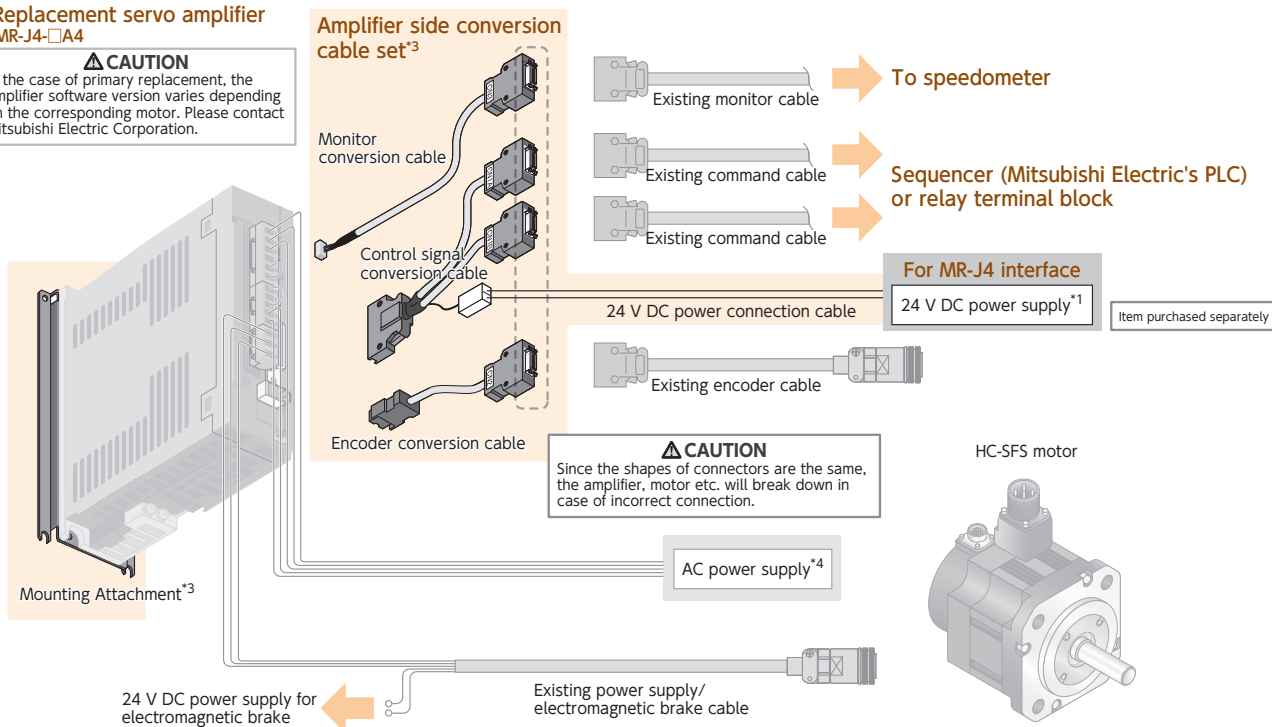 Replacement servo amplifier
MR-J4-□A4
⚠CAUTION
the case of primary replacement, the
amplifier software version varies depending
the corresponding motor. Please contact
Mitsubishi Electric Corporation.
Amplifier side conversion
cable set*3
Monitor
conversion cable
Control signal
conversion cable
Encoder conversion cable
Existing monitor cable
To speedometer
Existing command cable
Existing command cable
Sequencer (Mitsubishi Electric's PLC)
or relay terminal block
For MR-J4 interface
24 V DC power supply*1
24 V DC power connection cable
Item purchased separately
Existing encoder cable
⚠CAUTION
Since the shapes of connectors are the same,
the amplifier, motor etc. will break down in
case of incorrect connection.
HC-SFS motor
Mounting Attachment*3
AC power supply*4
24 V DC power supply for
electromagnetic brake
Existing power supply/
electromagnetic brake cable